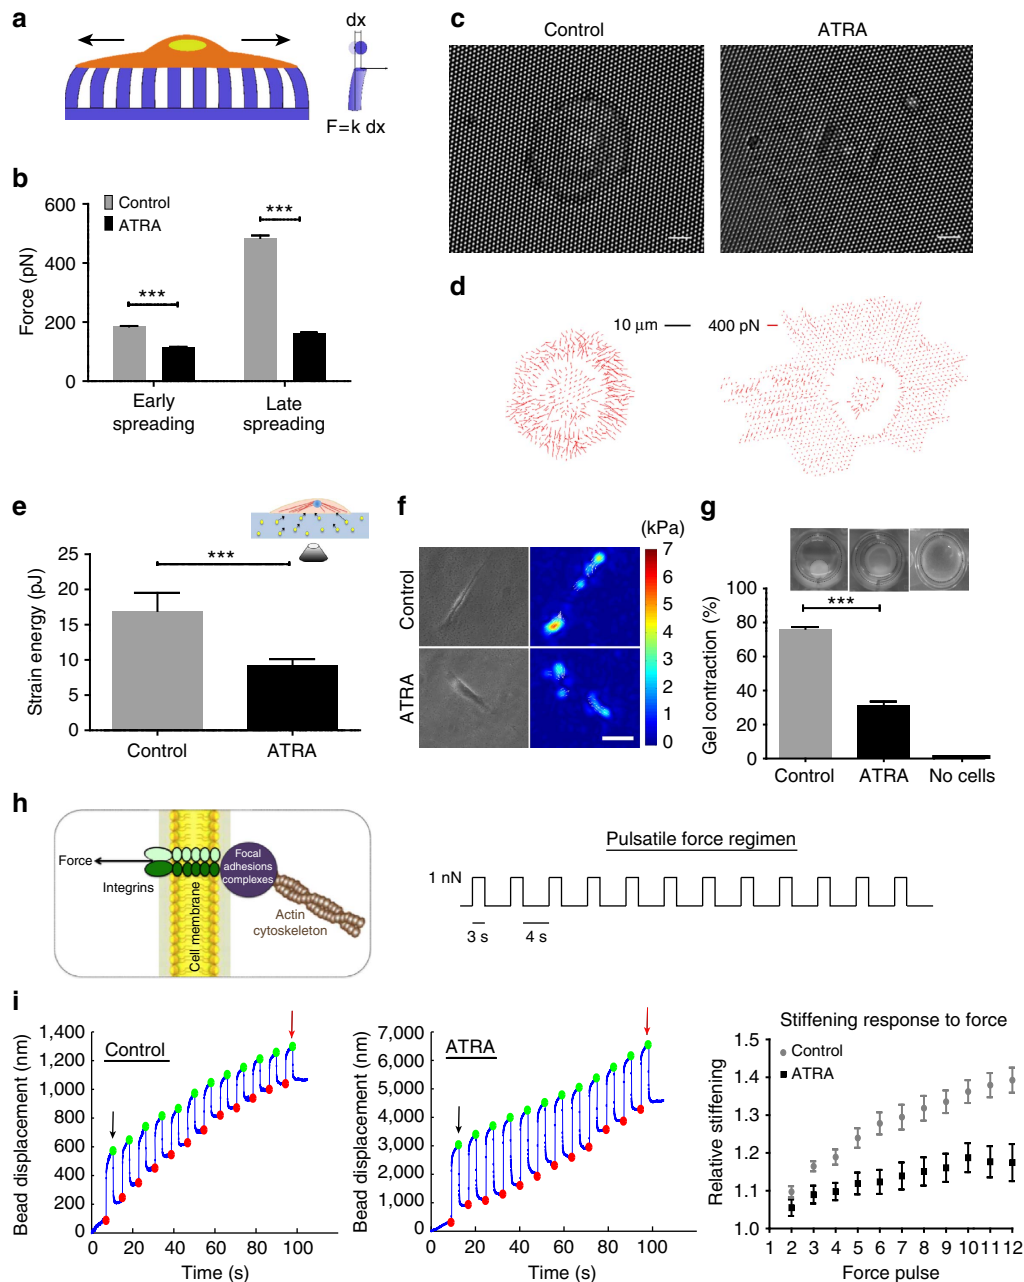 a
dx
F=k dx
b
Control
ATRA
Force (pN)
600
400
200
0
***
***
Early spreading
Late spreading
c
Control
ATRA
d
10 µm
400 pN
e
Strain energy (pJ)
25
20
15
10
5
0
***
Control
ATRA
f
(kPa)
Control
ATRA
7
6
5
4
3
2
1
0
g
Gel contraction (%)
100
80
60
40
20
0
***
Control
ATRA
No cells
h
Force
Integrins
Cell membrane
Focal
adhesions
complexes
Actin
cytoskeleton
Pulsatile force regimen
1 nN
3 s
4 s
i
Control
Bead displacement (nm)
1,400
1,200
1,000
800
600
400
200
0
0 20 40 60 80 100
Time (s)
ATRA
Bead displacement (nm)
7,000
6,000
5,000
4,000
3,000
2,000
1,000
0
0 20 40 60 80 100
Time (s)
Stiffening response to force
Control
ATRA
Relative stiffening
1.5
1.4
1.3
1.2
1.1
1.0
1 2 3 4 5 6 7 8 9 10 11 12
Force pulse